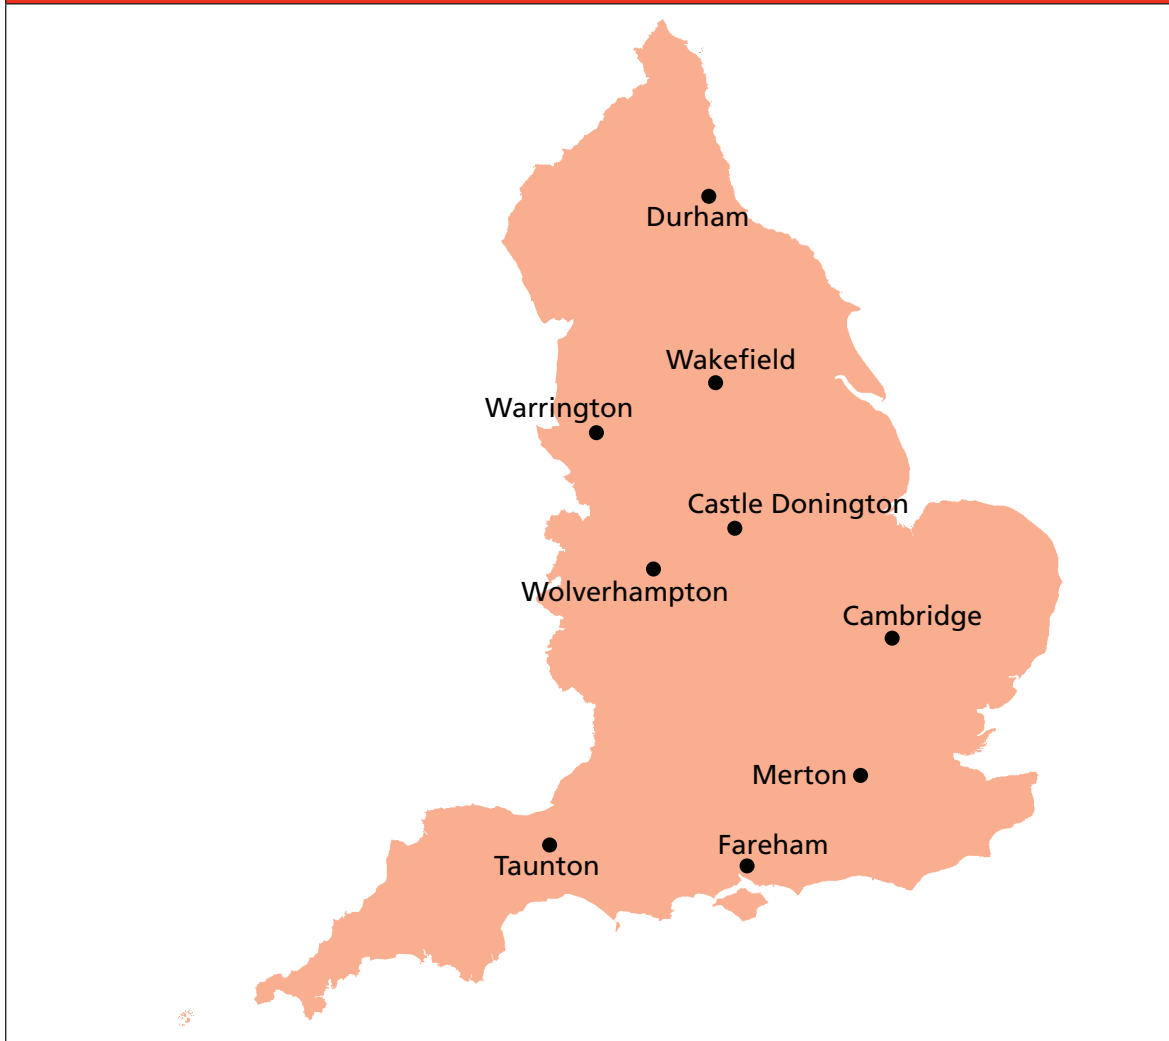 Durham
Wakefield
Warrington
Castle Donington
Wolverhampton
Cambridge
Merton
Fareham
Taunton